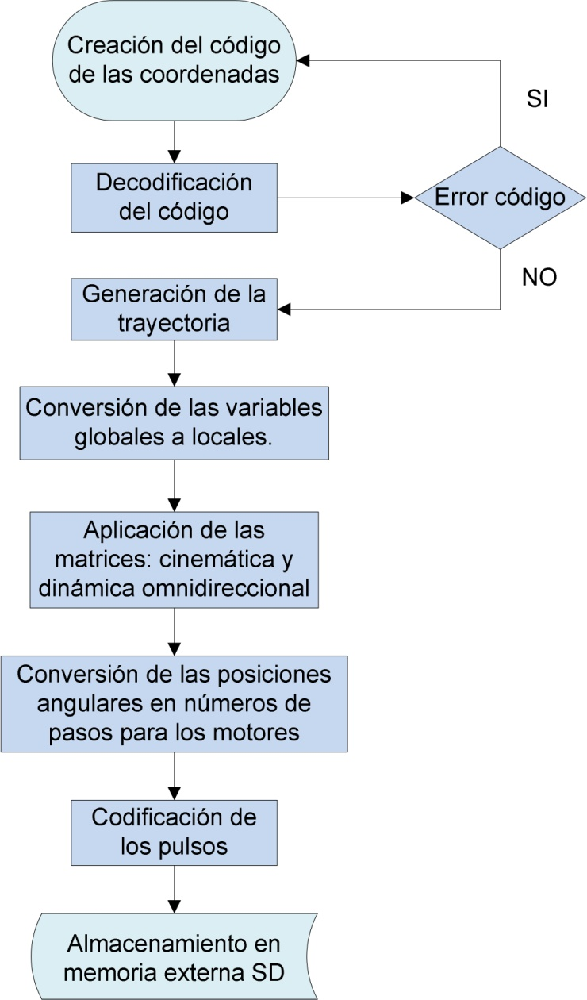 Creación del código
de las coordenadas
SI
Decodificación
del código
Error código
NO
Generación de la
trayectoria
Conversión de las variables
globales a locales.
Aplicación de las
matrices: cinemática y
dinámica omnidireccional
Conversión de las posiciones
angulares en números de
pasos para los motores
Codificación de
los pulsos
Almacenamiento en
memoria externa SD